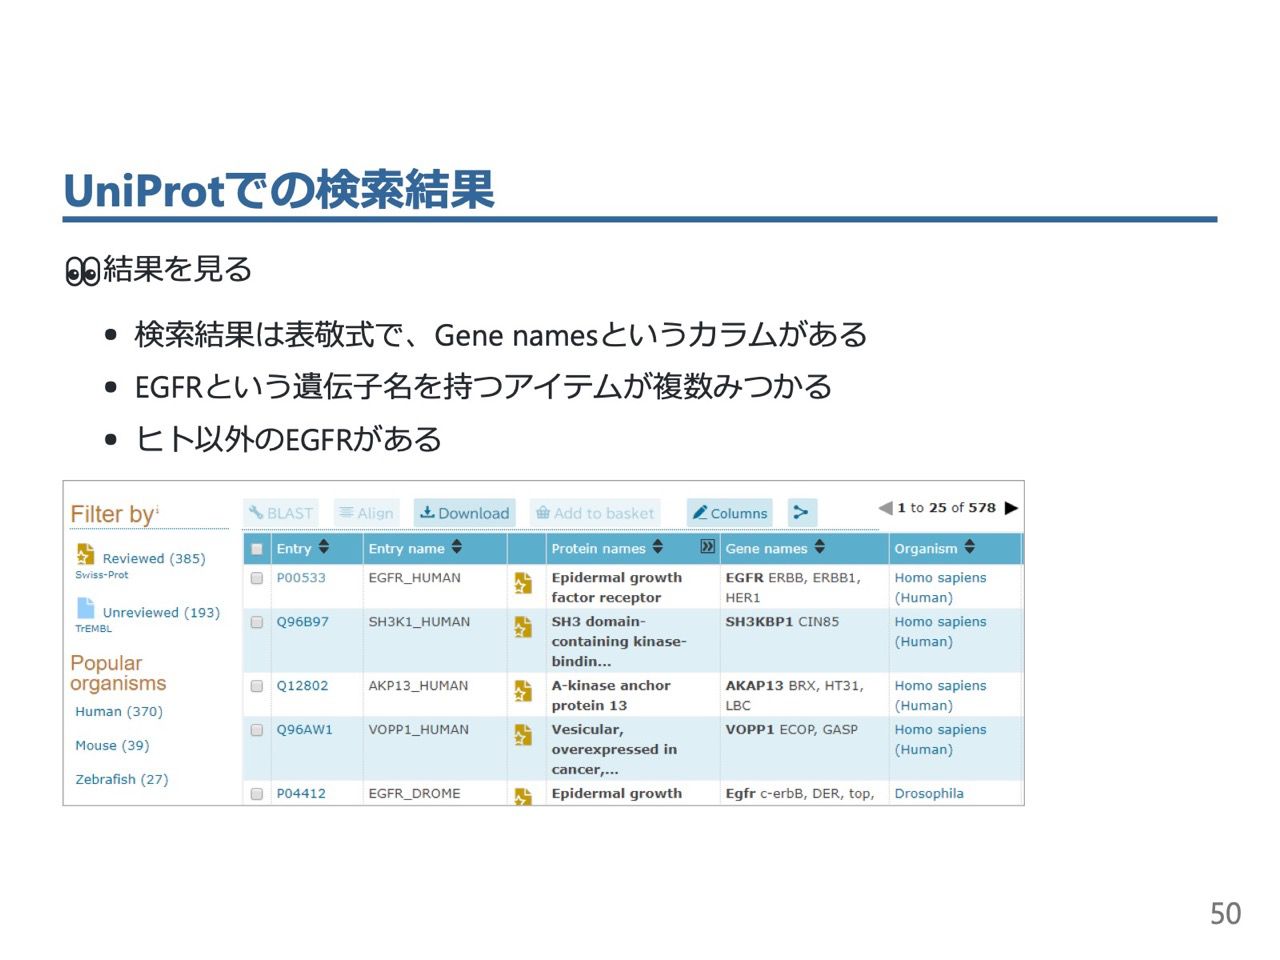 UniProtでの検索結果
👀結果を見る
• 検索結果は表敬式で、Gene namesというカラムがある
• EGFRという遺伝子名を持つアイテムが複数みつかる
• ヒト以外のEGFRがある
Filter by i
BLAST Align Download Add to basket Columns 1 to 25 of 578
Reviewed (385)
Swiss-Prot
Unreviewed (193)
TrEMBL
Popular
organisms
Human (370)
Mouse (39)
Zebrafish (27)
Entry Entry name Protein names Gene names Organism
P00533 EGFR_HUMAN Epidermal growth EGFR ERBB, ERBB1, Homo sapiens
factor receptor HER1 (Human)
Q96B97 SH3K1_HUMAN SH3 domain- SH3KBP1 CIN85 Homo sapiens
containing kinase- (Human)
bindin...
Q12802 AKP13_HUMAN A-kinase anchor AKAP13 BRX, HT31, Homo sapiens
protein 13 LBC (Human)
Q96AW1 VOPP1_HUMAN Vesicular, VOPP1 ECOP, GASP Homo sapiens
overexpressed in (Human)
cancer,...
P04412 EGFR_DROME Epidermal growth Egfr c-erbB, DER, top, Drosophila
50